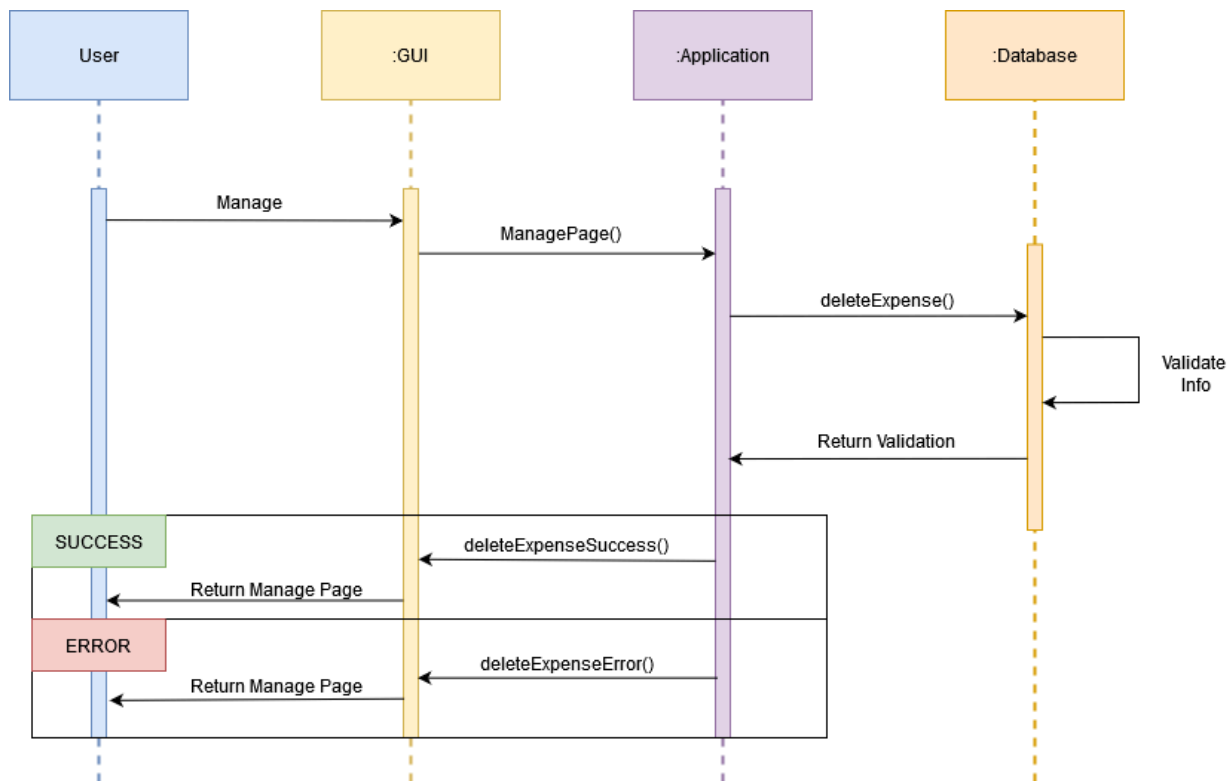 User
:GUI
:Application
:Database
Manage
ManagePage()
deleteExpense()
Validate
Info
Return Validation
SUCCESS
deleteExpenseSuccess()
Return Manage Page
ERROR
deleteExpenseError()
Return Manage Page